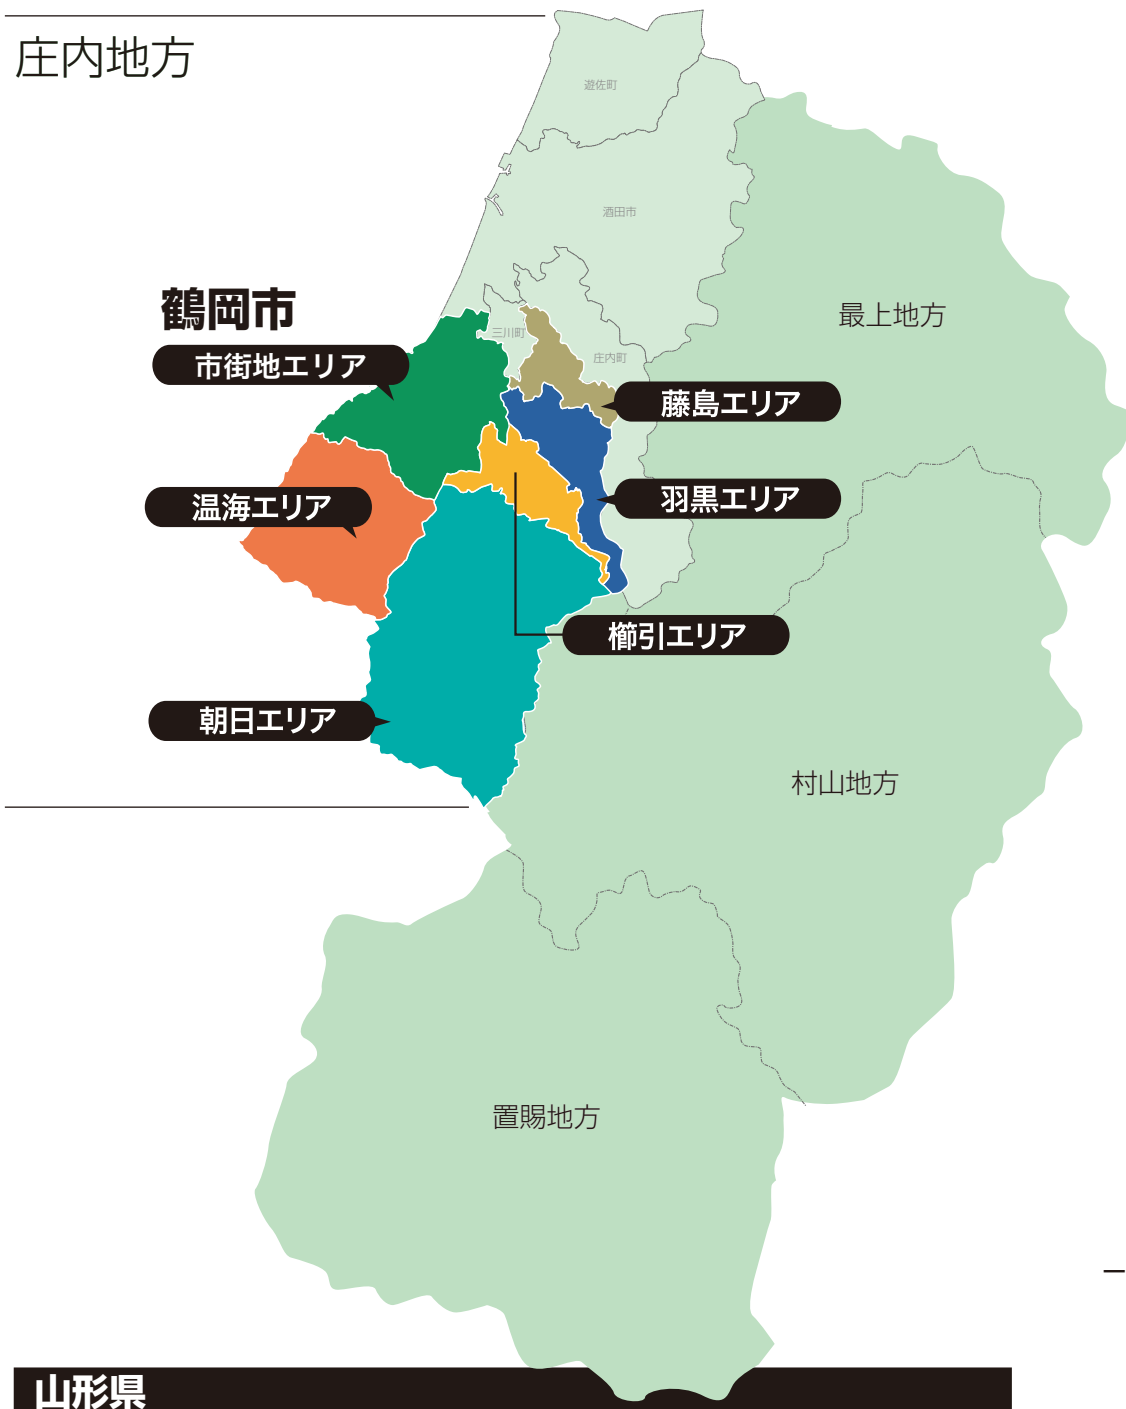 庄内地方
遊佐町
酒田市
鶴岡市
最上地方
三川町
庄内町
市街地エリア
藤島エリア
羽黒エリア
温海エリア
櫛引エリア
朝日エリア
村山地方
置賜地方
山形県